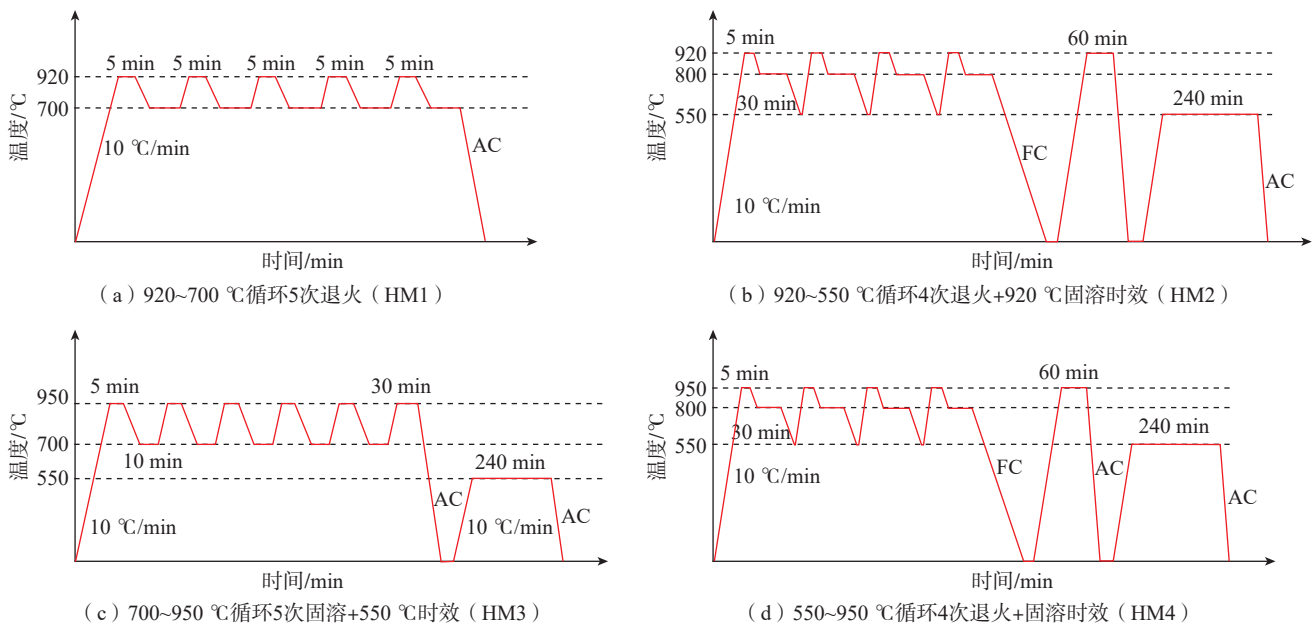 5 min 5 min 5 min 5 min 5 min
920
700
10 ℃/min
AC
温度/℃
时间/min
（a）920~700 ℃循环5次退火（HM1）
5 min
60 min
920
800
30 min
240 min
550
FC
AC
10 ℃/min
温度/℃
时间/min
（b）920~550 ℃循环4次退火+920 ℃固溶时效（HM2）
5 min
30 min
950
700
10 min
240 min
550
AC
AC
10 ℃/min
10 ℃/min
温度/℃
时间/min
（c）700~950 ℃循环5次固溶+550 ℃时效（HM3）
5 min
60 min
950
800
30 min
240 min
550
10 ℃/min
FC
AC
AC
温度/℃
时间/min
（d）550~950 ℃循环4次退火+固溶时效（HM4）